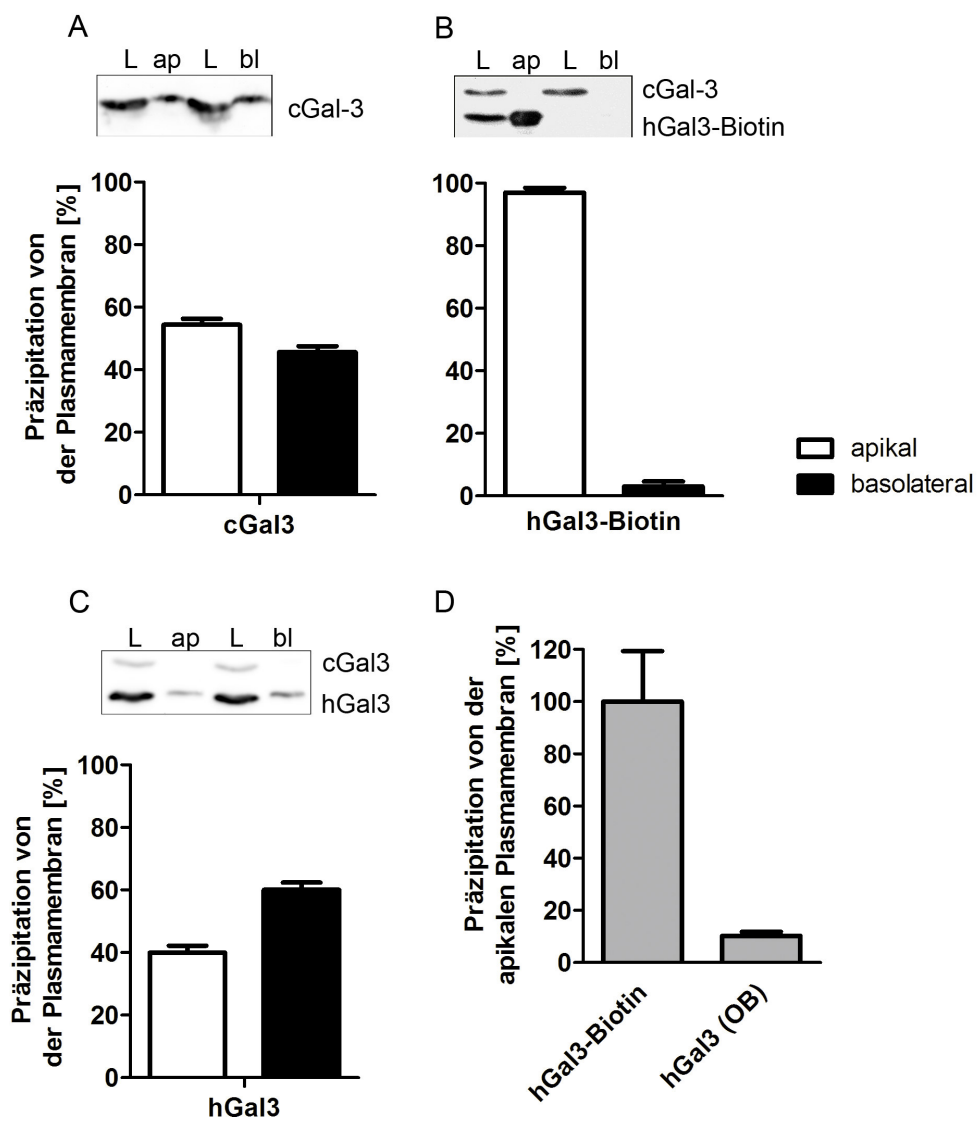 A
L ap L bl
cGal-3
Präzipitation von
der Plasmamembran [%]
100
80
60
40
20
0
cGal3
B
L ap L bl
cGal-3
hGal3-Biotin
100
80
60
40
20
0
hGal3-Biotin
apikal
basolateral
C
L ap L bl
cGal3
hGal3
Präzipitation von
der Plasmamembran [%]
100
80
60
40
20
0
hGal3
D
Präzipitation von der
apikalen Plasmamembran [%]
120
100
80
60
40
20
0
hGal3-Biotin
hGal3 (OB)